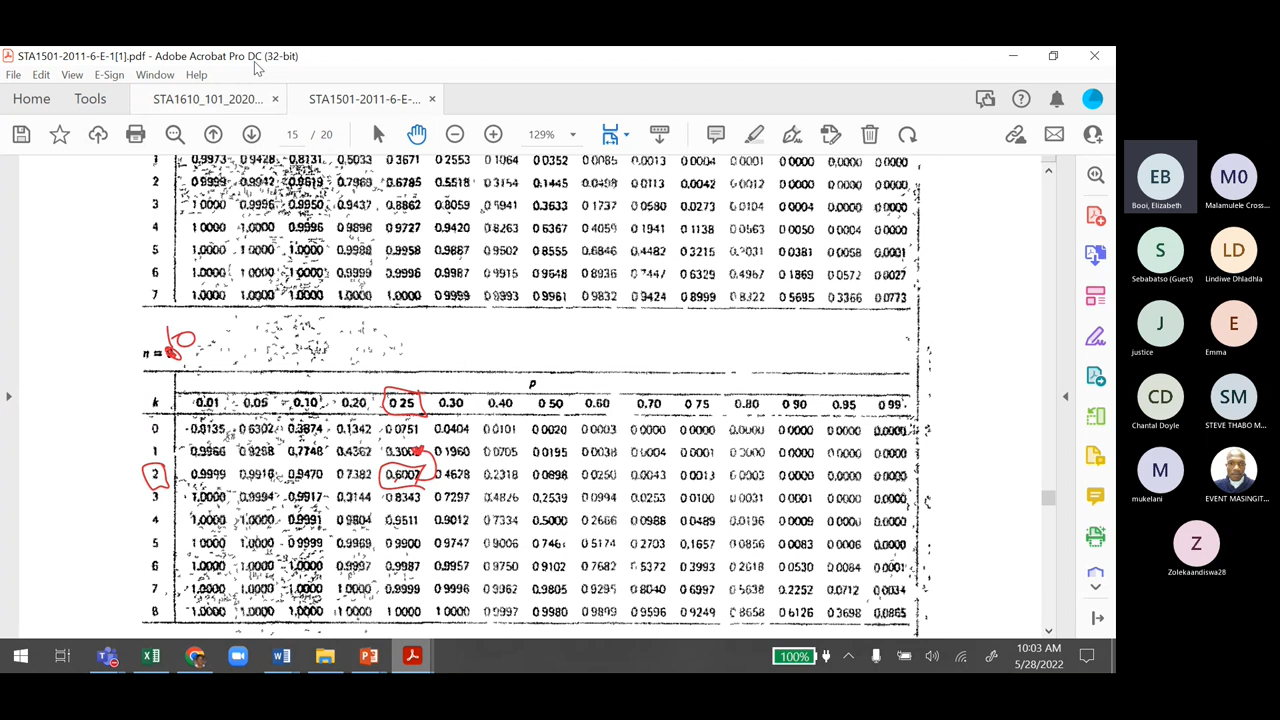 STA1501-2011-6-E-1[1].pdf - Adobe Acrobat Pro DC (32-bit)
File Edit View E-Sign Window Help
Home Tools STA1610_101_2020... × STA1501-2011-6-E-... ×
15 / 20 129%
1 0.9973 0.9428 0.8131 0.5033 0.3671 0.2553 0.1064 0.0352 0.0085 0.0013 0.0004 0.0001 0.0000 0.0000 0.0000
2 0.9999 0.9942 0.9619 0.7969 0.6785 0.5518 0.3154 0.1445 0.0498 0.0113 0.0042 0.0012 0.0000 0.0000 0.0000
3 1.0000 0.9996 0.9950 0.9437 0.8862 0.8059 0.5941 0.3633 0.1737 0.0580 0.0273 0.0104 0.0004 0.0000 0.0000
4 1.0000 1.0000 0.9996 0.9896 0.9727 0.9420 0.8263 0.6367 0.4059 0.1941 0.1138 0.0563 0.0050 0.0004 0.0000
5 1.0000 1.0000 1.0000 0.9988 0.9958 0.9887 0.9502 0.8555 0.6846 0.4482 0.3215 0.2031 0.0381 0.0058 0.0001
6 1.0000 1.0000 1.0000 0.9999 0.9996 0.9987 0.9915 0.9648 0.8936 0.7447 0.6329 0.4967 0.1869 0.0572 0.0027
7 1.0000 1.0000 1.0000 1.0000 1.0000 0.9999 0.9993 0.9961 0.9832 0.9424 0.8999 0.8322 0.5695 0.3366 0.0773
n = 10
p
k 0.01 0.05 0.10 0.20 0.25 0.30 0.40 0.50 0.60 0.70 0.75 0.80 0.90 0.95 0.99
0 0.6302 0.3874 0.1342 0.0751 0.0404 0.0101 0.0020 0.0003 0.0000 0.0000 0.0000 0.0000 0.0000 0.0000
1 0.9966 0.9288 0.7748 0.4362 0.1960 0.0705 0.0195 0.0038 0.0004 0.0001 0.0000 0.0000 0.0000
2 0.9999 0.9916 0.9470 0.7382 0.6007 0.4678 0.2318 0.0898 0.0250 0.0043 0.0013 0.0003 0.0000 0.0000 0.0000
3 1.0000 0.9994 0.9917 0.8343 0.7297 0.4826 0.2539 0.0994 0.0253 0.0100 0.0031 0.0001 0.0000 0.0000
4 1.0000 1.0000 0.9991 0.9804 0.9511 0.9012 0.7334 0.5000 0.2666 0.0988 0.0489 0.0196 0.0009 0.0000 0.0000
5 1.0000 1.0000 0.9999 0.9969 0.9900 0.9747 0.9006 0.7461 0.5174 0.2703 0.1657 0.0856 0.0083 0.0006 0.0000
6 1.0000 1.0000 1.0000 0.9997 0.9987 0.9957 0.9750 0.9102 0.7682 0.5372 0.3993 0.2618 0.0530 0.0084 0.0001
7 1.0000 1.0000 1.0000 1.0000 0.9999 0.9996 0.9962 0.9805 0.9295 0.8040 0.6997 0.5638 0.2252 0.0712 0.0034
8 1.0000 1.0000 1.0000 1.0000 1.0000 1.0000 0.9997 0.9980 0.9899 0.9596 0.9249 0.8658 0.6126 0.3698 0.0865
100%
10:03 AM
5/28/2022
EB
Booi, Elizabeth
M0
Malamulele Cross...
S
Sebabatso (Guest)
LD
Lindiwe Dhladhla
J
justice
E
Emma
CD
Chantal Doyle
SM
STEVE THABO M...
M
mukelani
EVENT MASINGIT...
Z
Zolekaandiswa28